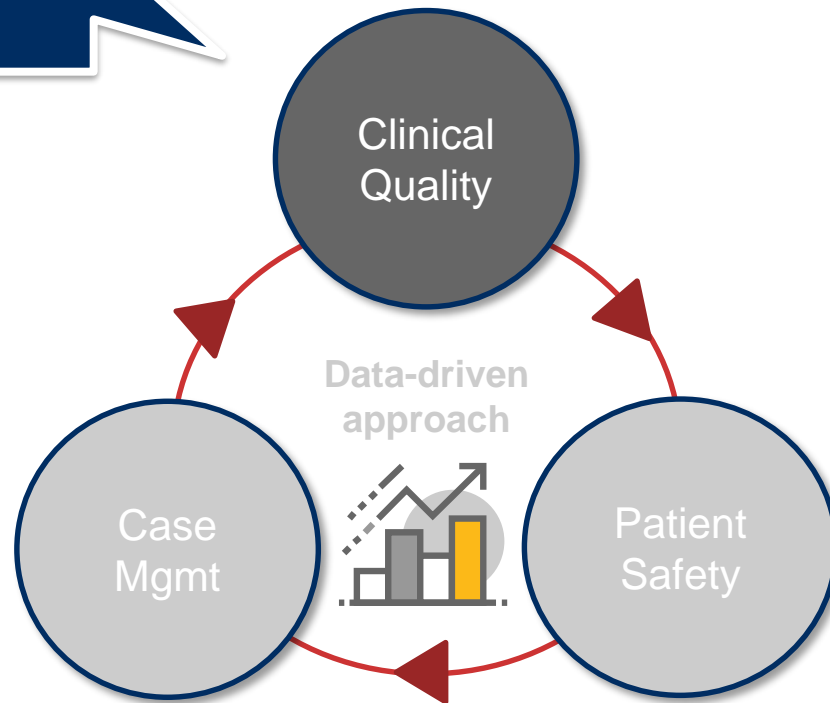 Clinical
Quality
Data-driven
approach
Case
Mgmt
Patient
Safety